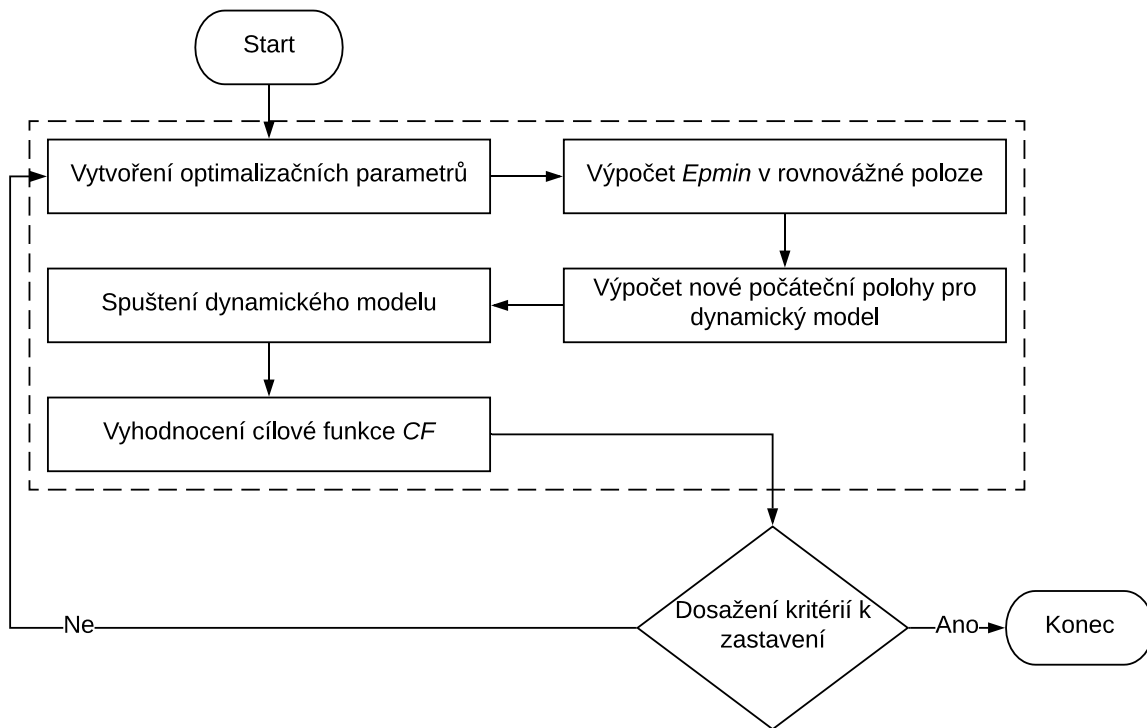 Start
Vytvoření optimalizačních parametrů
Výpočet Epmin v rovnovážné poloze
Výpočet nové počáteční polohy pro
dynamický model
Spuštení dynamického modelu
Vyhodnocení cílové funkce CF
Dosažení kritérií k
zastavení
Ne
Ano
Konec